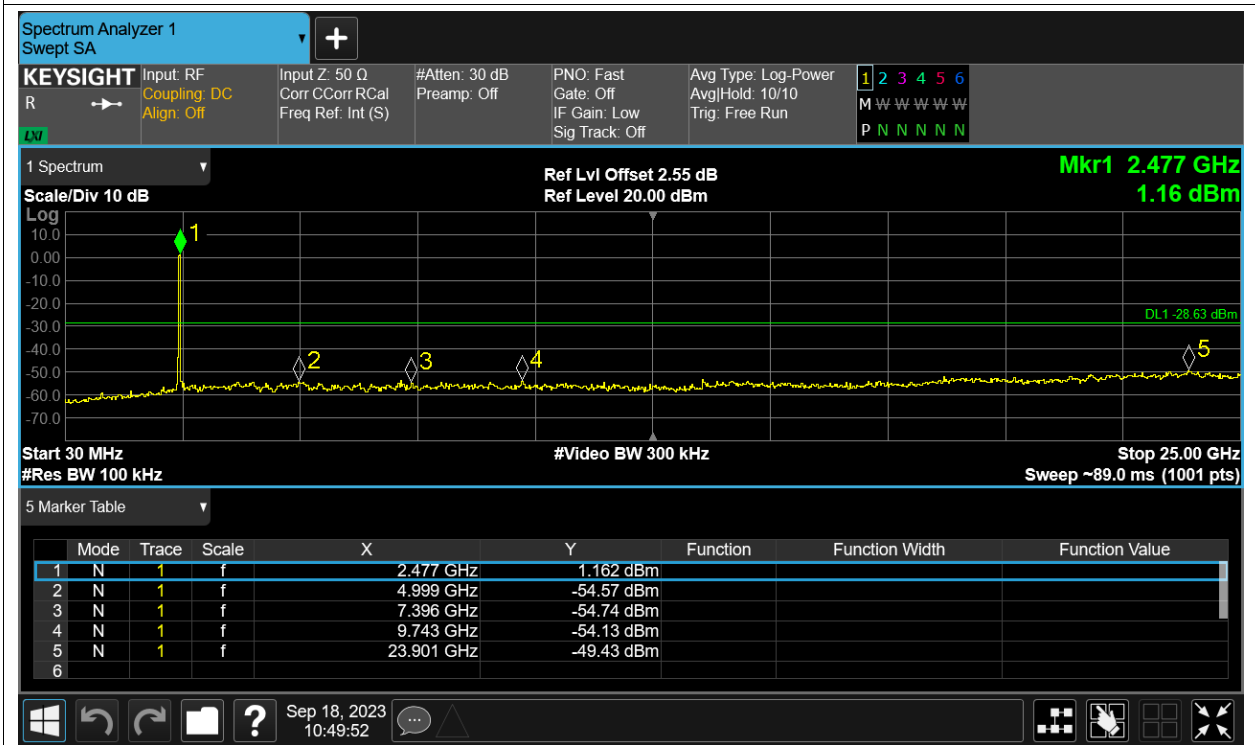 Spectrum Analyzer 1
Swept SA
KEYSIGHT
R
LXI
Input: RF
Coupling: DC
Align: Off
Input Z: 50 Ω
Corr CCorr RCal
Freq Ref: Int (S)
#Atten: 30 dB
Preamp: Off
PNO: Fast
Gate: Off
IF Gain: Low
Sig Track: Off
Avg Type: Log-Power
Avg|Hold: 10/10
Trig: Free Run
1 2 3 4 5 6
M W W W W W
P N N N N N
1 Spectrum
Scale/Div 10 dB
Ref Lvl Offset 2.55 dB
Ref Level 20.00 dBm
Mkr1 2.477 GHz
1.16 dBm
Log
10.0
0.00
-10.0
-20.0
-30.0
-40.0
-50.0
-60.0
-70.0
1
2
3
4
5
DL1 -28.63 dBm
Start 30 MHz
#Res BW 100 kHz
#Video BW 300 kHz
Stop 25.00 GHz
Sweep ~89.0 ms (1001 pts)
5 Marker Table
Mode Trace Scale X Y Function Function Width Function Value
1 N 1 f 2.477 GHz 1.162 dBm
2 N 1 f 4.999 GHz -54.57 dBm
3 N 1 f 7.396 GHz -54.74 dBm
4 N 1 f 9.743 GHz -54.13 dBm
5 N 1 f 23.901 GHz -49.43 dBm
6
?
Sep 18, 2023
10:49:52